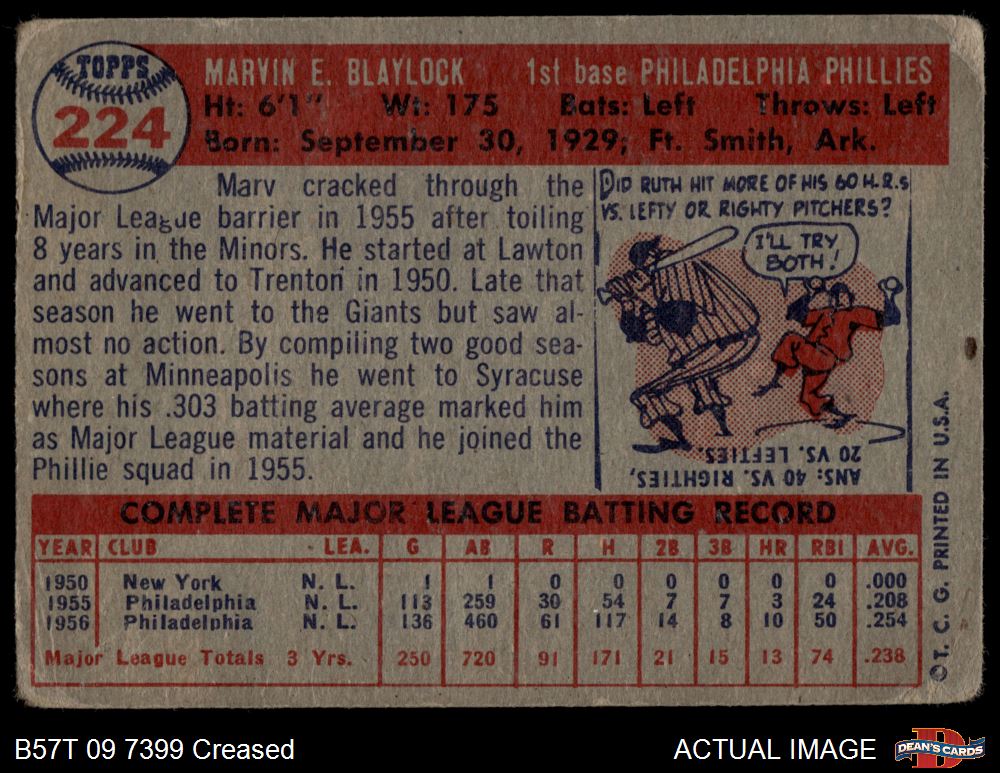 TOPPS
224
MARVIN E. BLAYLOCK 1st base PHILADELPHIA PHILLIES
Ht: 6'1" Wt: 175 Bats: Left Throws: Left
Born: September 30, 1929; Ft. Smith, Ark.
Marv cracked through the
Major League barrier in 1955 after toiling
8 years in the Minors. He started at Lawton
and advanced to Trenton in 1950. Late that
season he went to the Giants but saw al-
most no action. By compiling two good sea-
sons at Minneapolis he went to Syracuse
where his .303 batting average marked him
as Major League material and he joined the
Phillie squad in 1955.
DID RUTH HIT MORE OF HIS 60 H.R.s
VS. LEFTY OR RIGHTY PITCHERS?
I'LL TRY
BOTH!
ANS: 40 VS. RIGHTIES,
20 VS. LEFTIES
COMPLETE MAJOR LEAGUE BATTING RECORD
YEAR CLUB LEA. G AB R H 2B 3B HR RBI AVG.
1950 New York N. L. 1 1 0 0 0 0 0 0 .000
1955 Philadelphia N. L. 113 259 30 54 7 7 3 24 .208
1956 Philadelphia N. L. 136 460 61 117 14 8 10 50 .254
Major League Totals 3 Yrs. 250 720 91 171 21 15 13 74 .238
©T. C. G. PRINTED IN U.S.A.
B57T 09 7399 Creased
ACTUAL IMAGE
DEAN'S CARDS